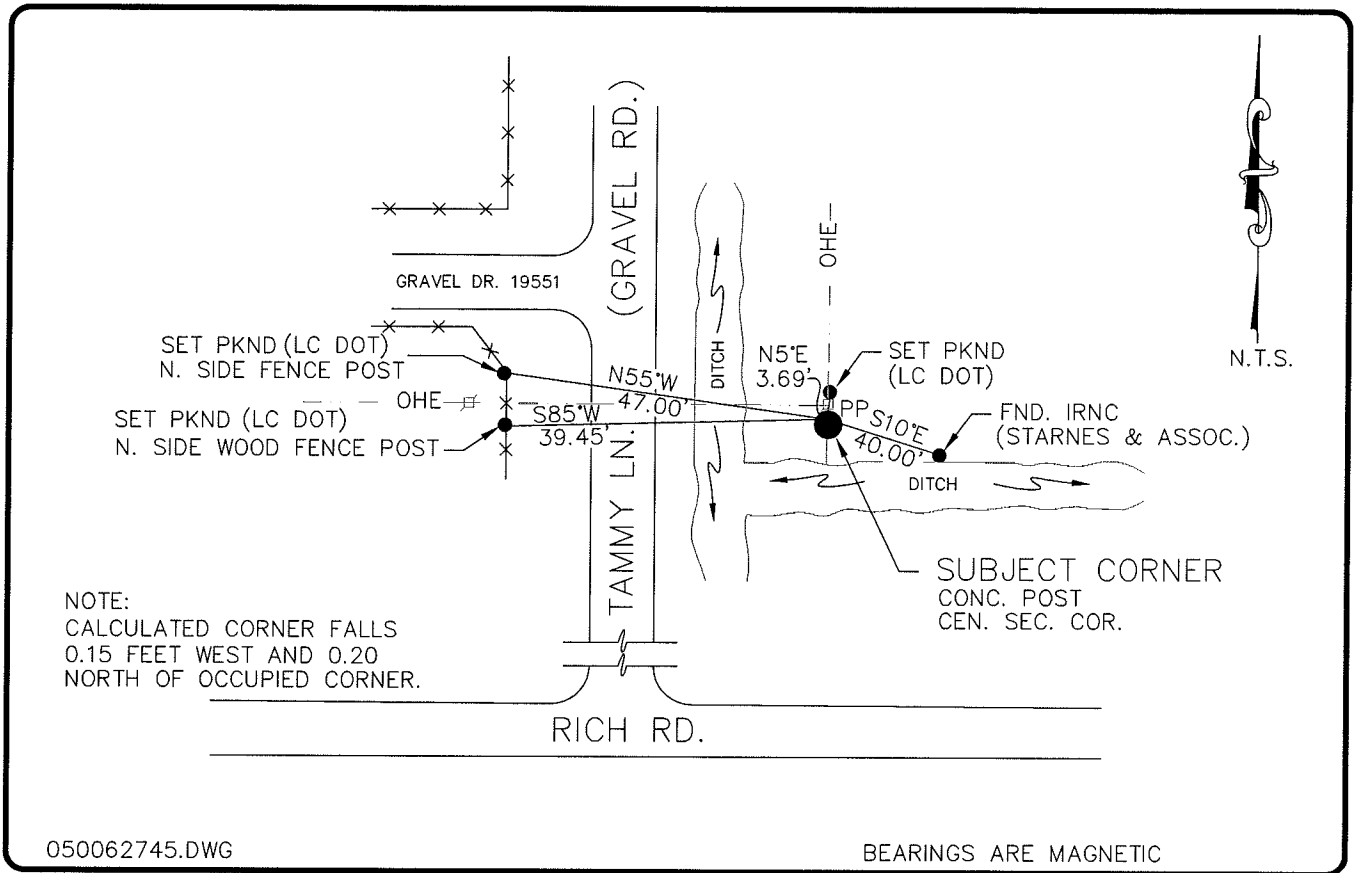 (GRAVEL RD.)
OHE
GRAVEL DR. 19551
N.T.S.
SET PKND (LC DOT)
N. SIDE FENCE POST
N55°W
47.00'
DITCH
N5°E
3.69'
SET PKND
(LC DOT)
OHE
PP
S85°W
39.45'
S10°E
40.00'
FND. IRNC
(STARNES & ASSOC.)
SET PKND (LC DOT)
N. SIDE WOOD FENCE POST
DITCH
TAMMY LN.
SUBJECT CORNER
CONC. POST
CEN. SEC. COR.
NOTE:
CALCULATED CORNER FALLS
0.15 FEET WEST AND 0.20
NORTH OF OCCUPIED CORNER.
RICH RD.
050062745.DWG
BEARINGS ARE MAGNETIC